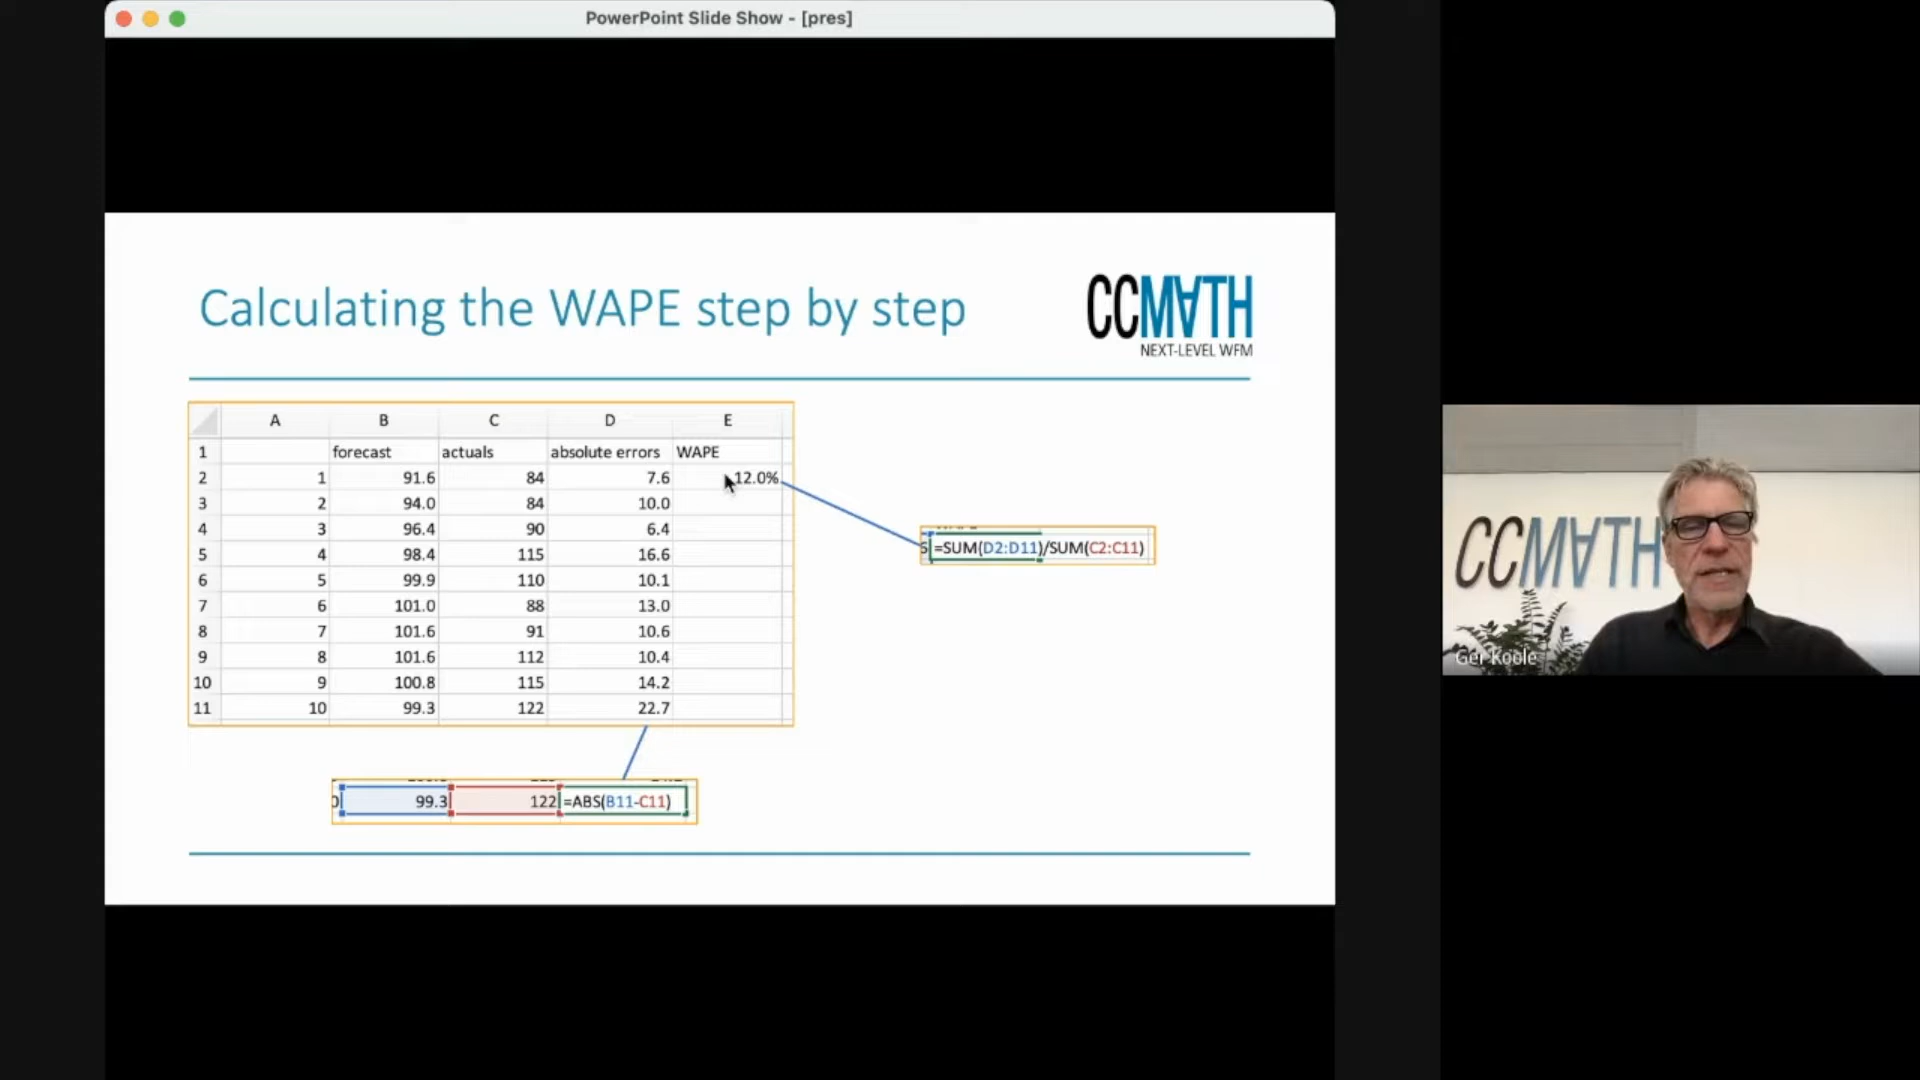 PowerPoint Slide Show - [pres]
Calculating the WAPE step by step
CCMATH
NEXT-LEVEL WFM
A B C D E
1 forecast actuals absolute errors WAPE
2 1 91.6 84 7.6 12.0%
3 2 94.0 84 10.0
4 3 96.4 90 6.4
5 4 98.4 115 16.6
6 5 99.9 110 10.1
7 6 101.0 88 13.0
8 7 101.6 91 10.6
9 8 101.6 112 10.4
10 9 100.8 115 14.2
11 10 99.3 122 22.7
=SUM(D2:D11)/SUM(C2:C11)
99.3 122 =ABS(B11-C11)
CCMATH
Ger Koole